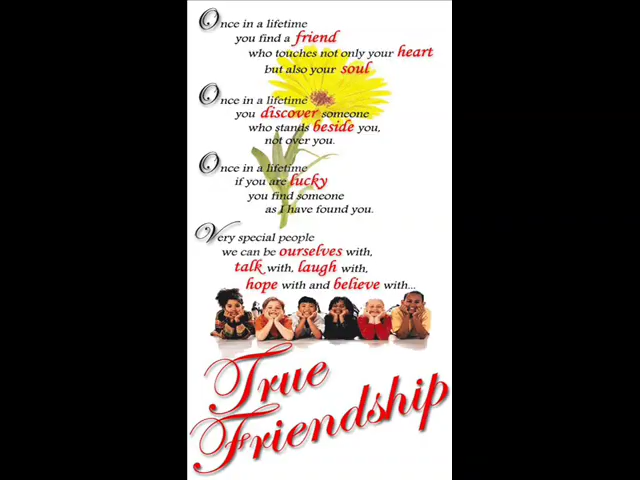 Once in a lifetime
you find a friend
who touches not only your heart
but also your soul
Once in a lifetime
you discover someone
who stands beside you,
not over you.
Once in a lifetime
if you are lucky
you find someone
as I have found you.
Very special people
we can be ourselves with,
talk with, laugh with,
hope with and believe with...
True
Friendship